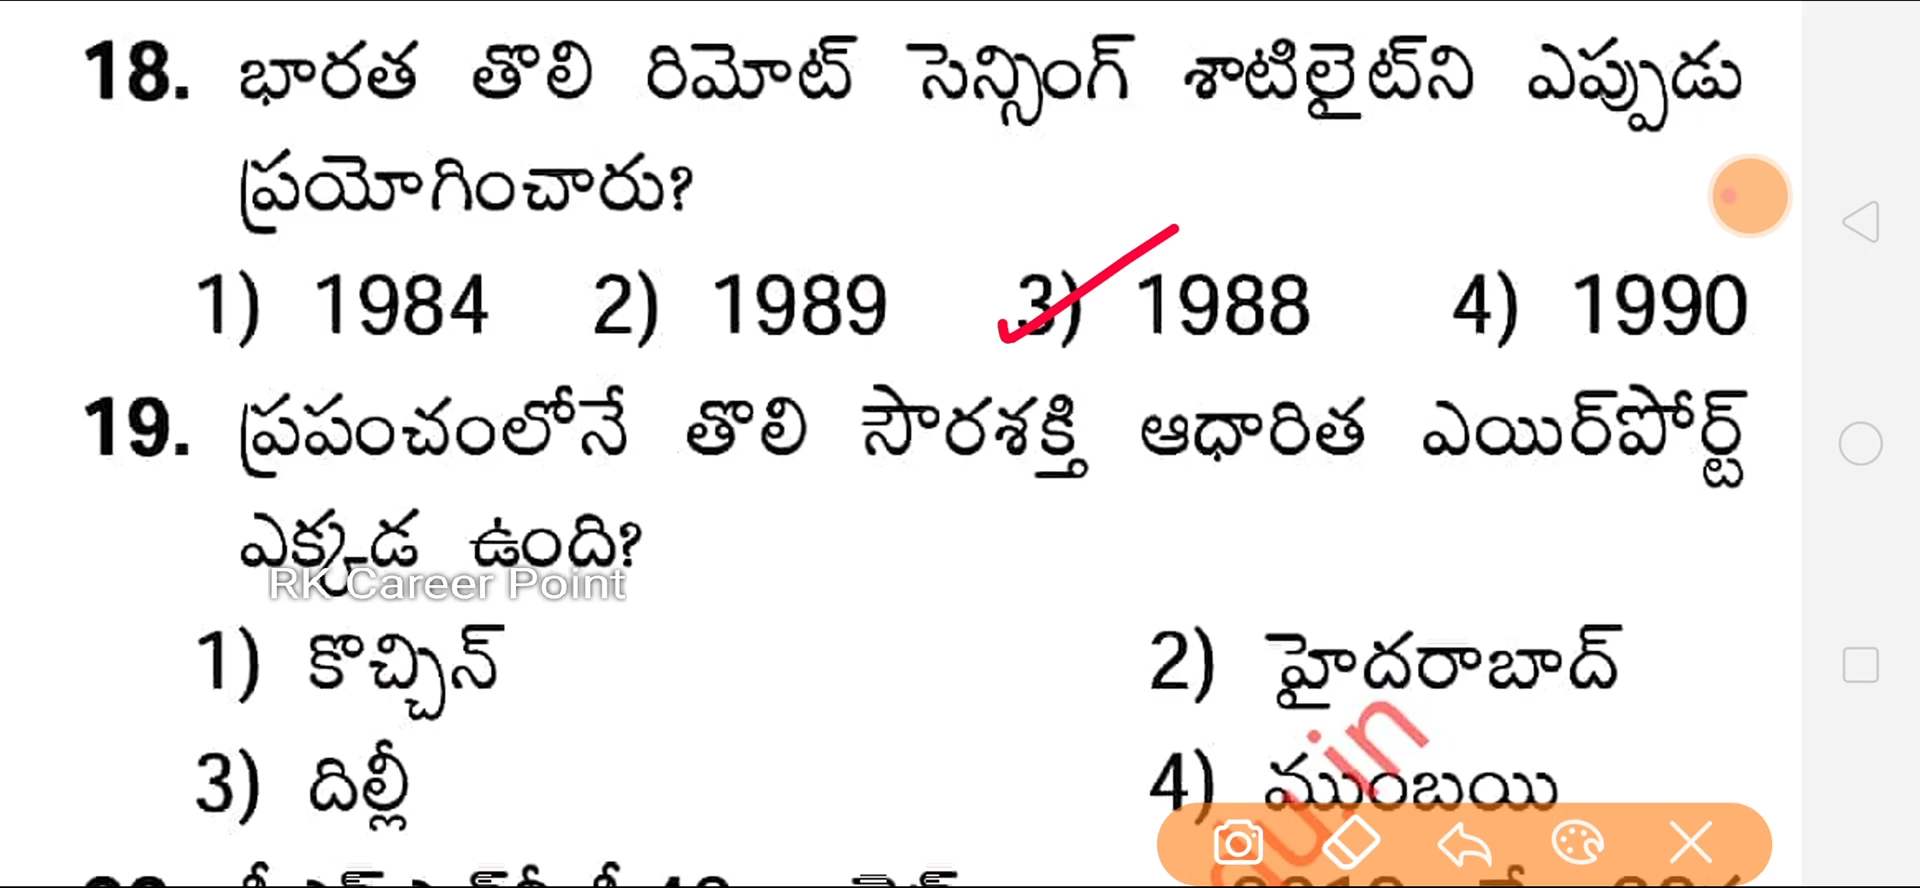 18. భారత తొలి రిమోట్ సెన్సింగ్ శాటిలైట్‌ని ఎప్పుడు
ప్రయోగించారు?
1) 1984 2) 1989 3) 1988 4) 1990
19. ప్రపంచంలోనే తొలి సౌరశక్తి ఆధారిత ఎయిర్‌పోర్ట్
ఎక్కడ ఉంది?
RK Career Point
1) కొచ్చిన్ 2) హైదరాబాద్
3) దిల్లీ 4) ముంబయి